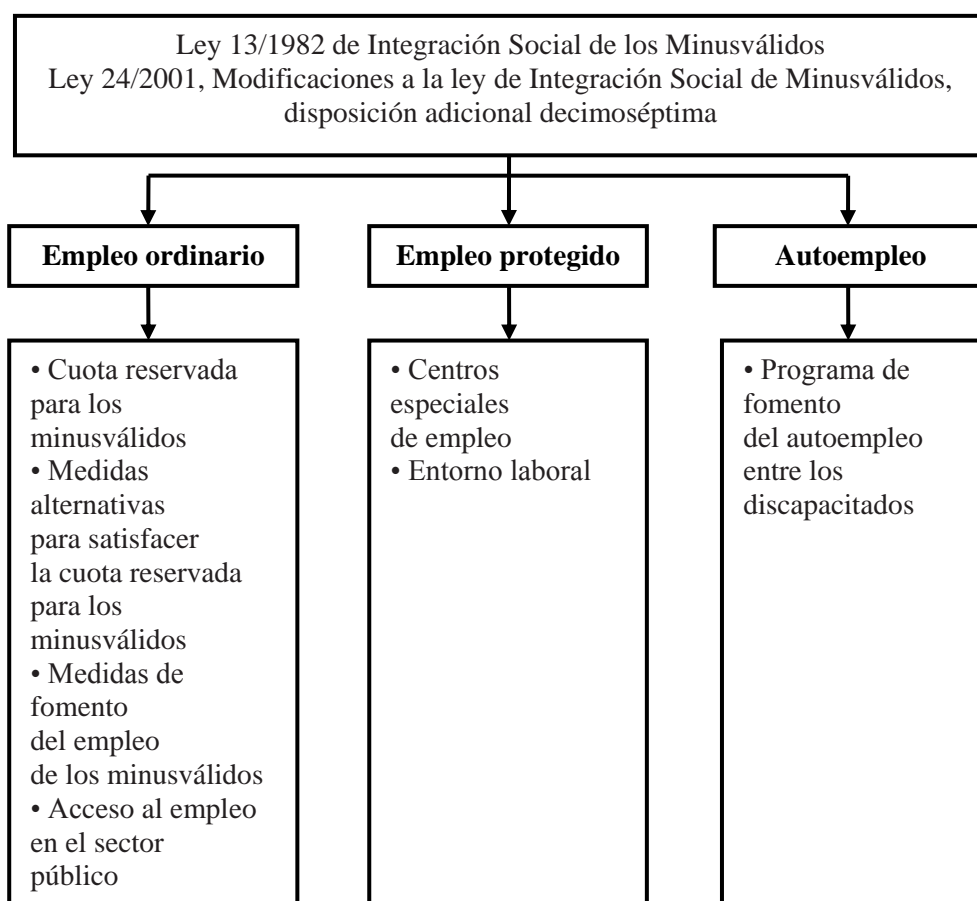 Ley 13/1982 de Integración Social de los Minusválidos
Ley 24/2001, Modificaciones a la ley de Integración Social de Minusválidos,
disposición adicional decimoséptima
Empleo ordinario
Empleo protegido
Autoempleo
• Cuota reservada
para los
minusválidos
• Medidas
alternativas
para satisfacer
la cuota reservada
para los
minusválidos
• Medidas de
fomento
del empleo
de los minusválidos
• Acceso al empleo
en el sector
público
• Centros
especiales
de empleo
• Entorno laboral
• Programa de
fomento
del autoempleo
entre los
discapacitados